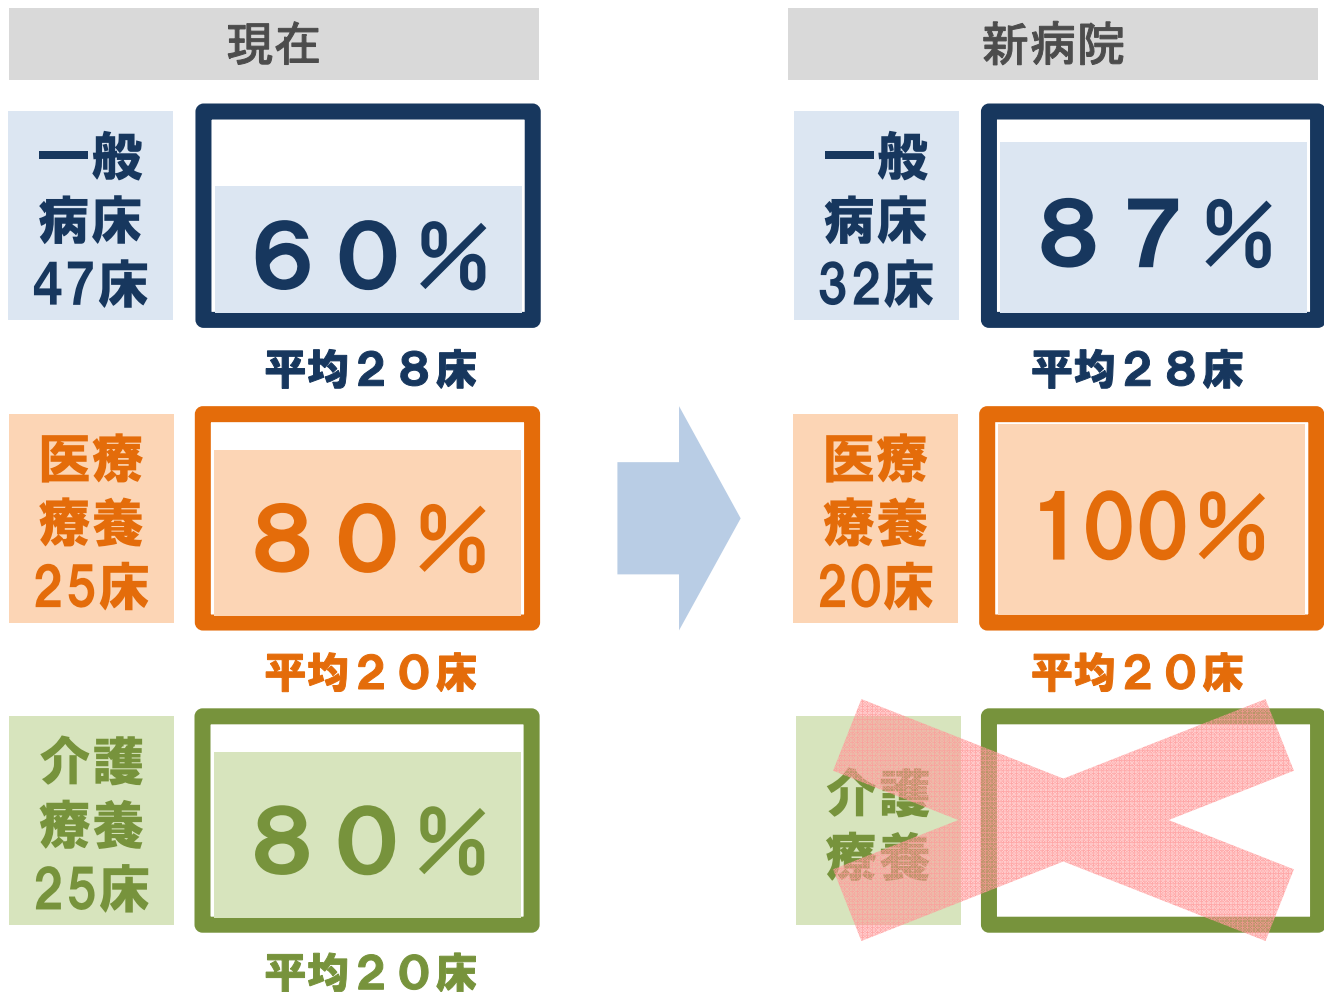 現在
一般
病床
47床
60%
平均28床
医療
療養
25床
80%
平均20床
介護
療養
25床
80%
平均20床
新病院
一般
病床
32床
87%
平均28床
医療
療養
20床
100%
平均20床
介護
療養